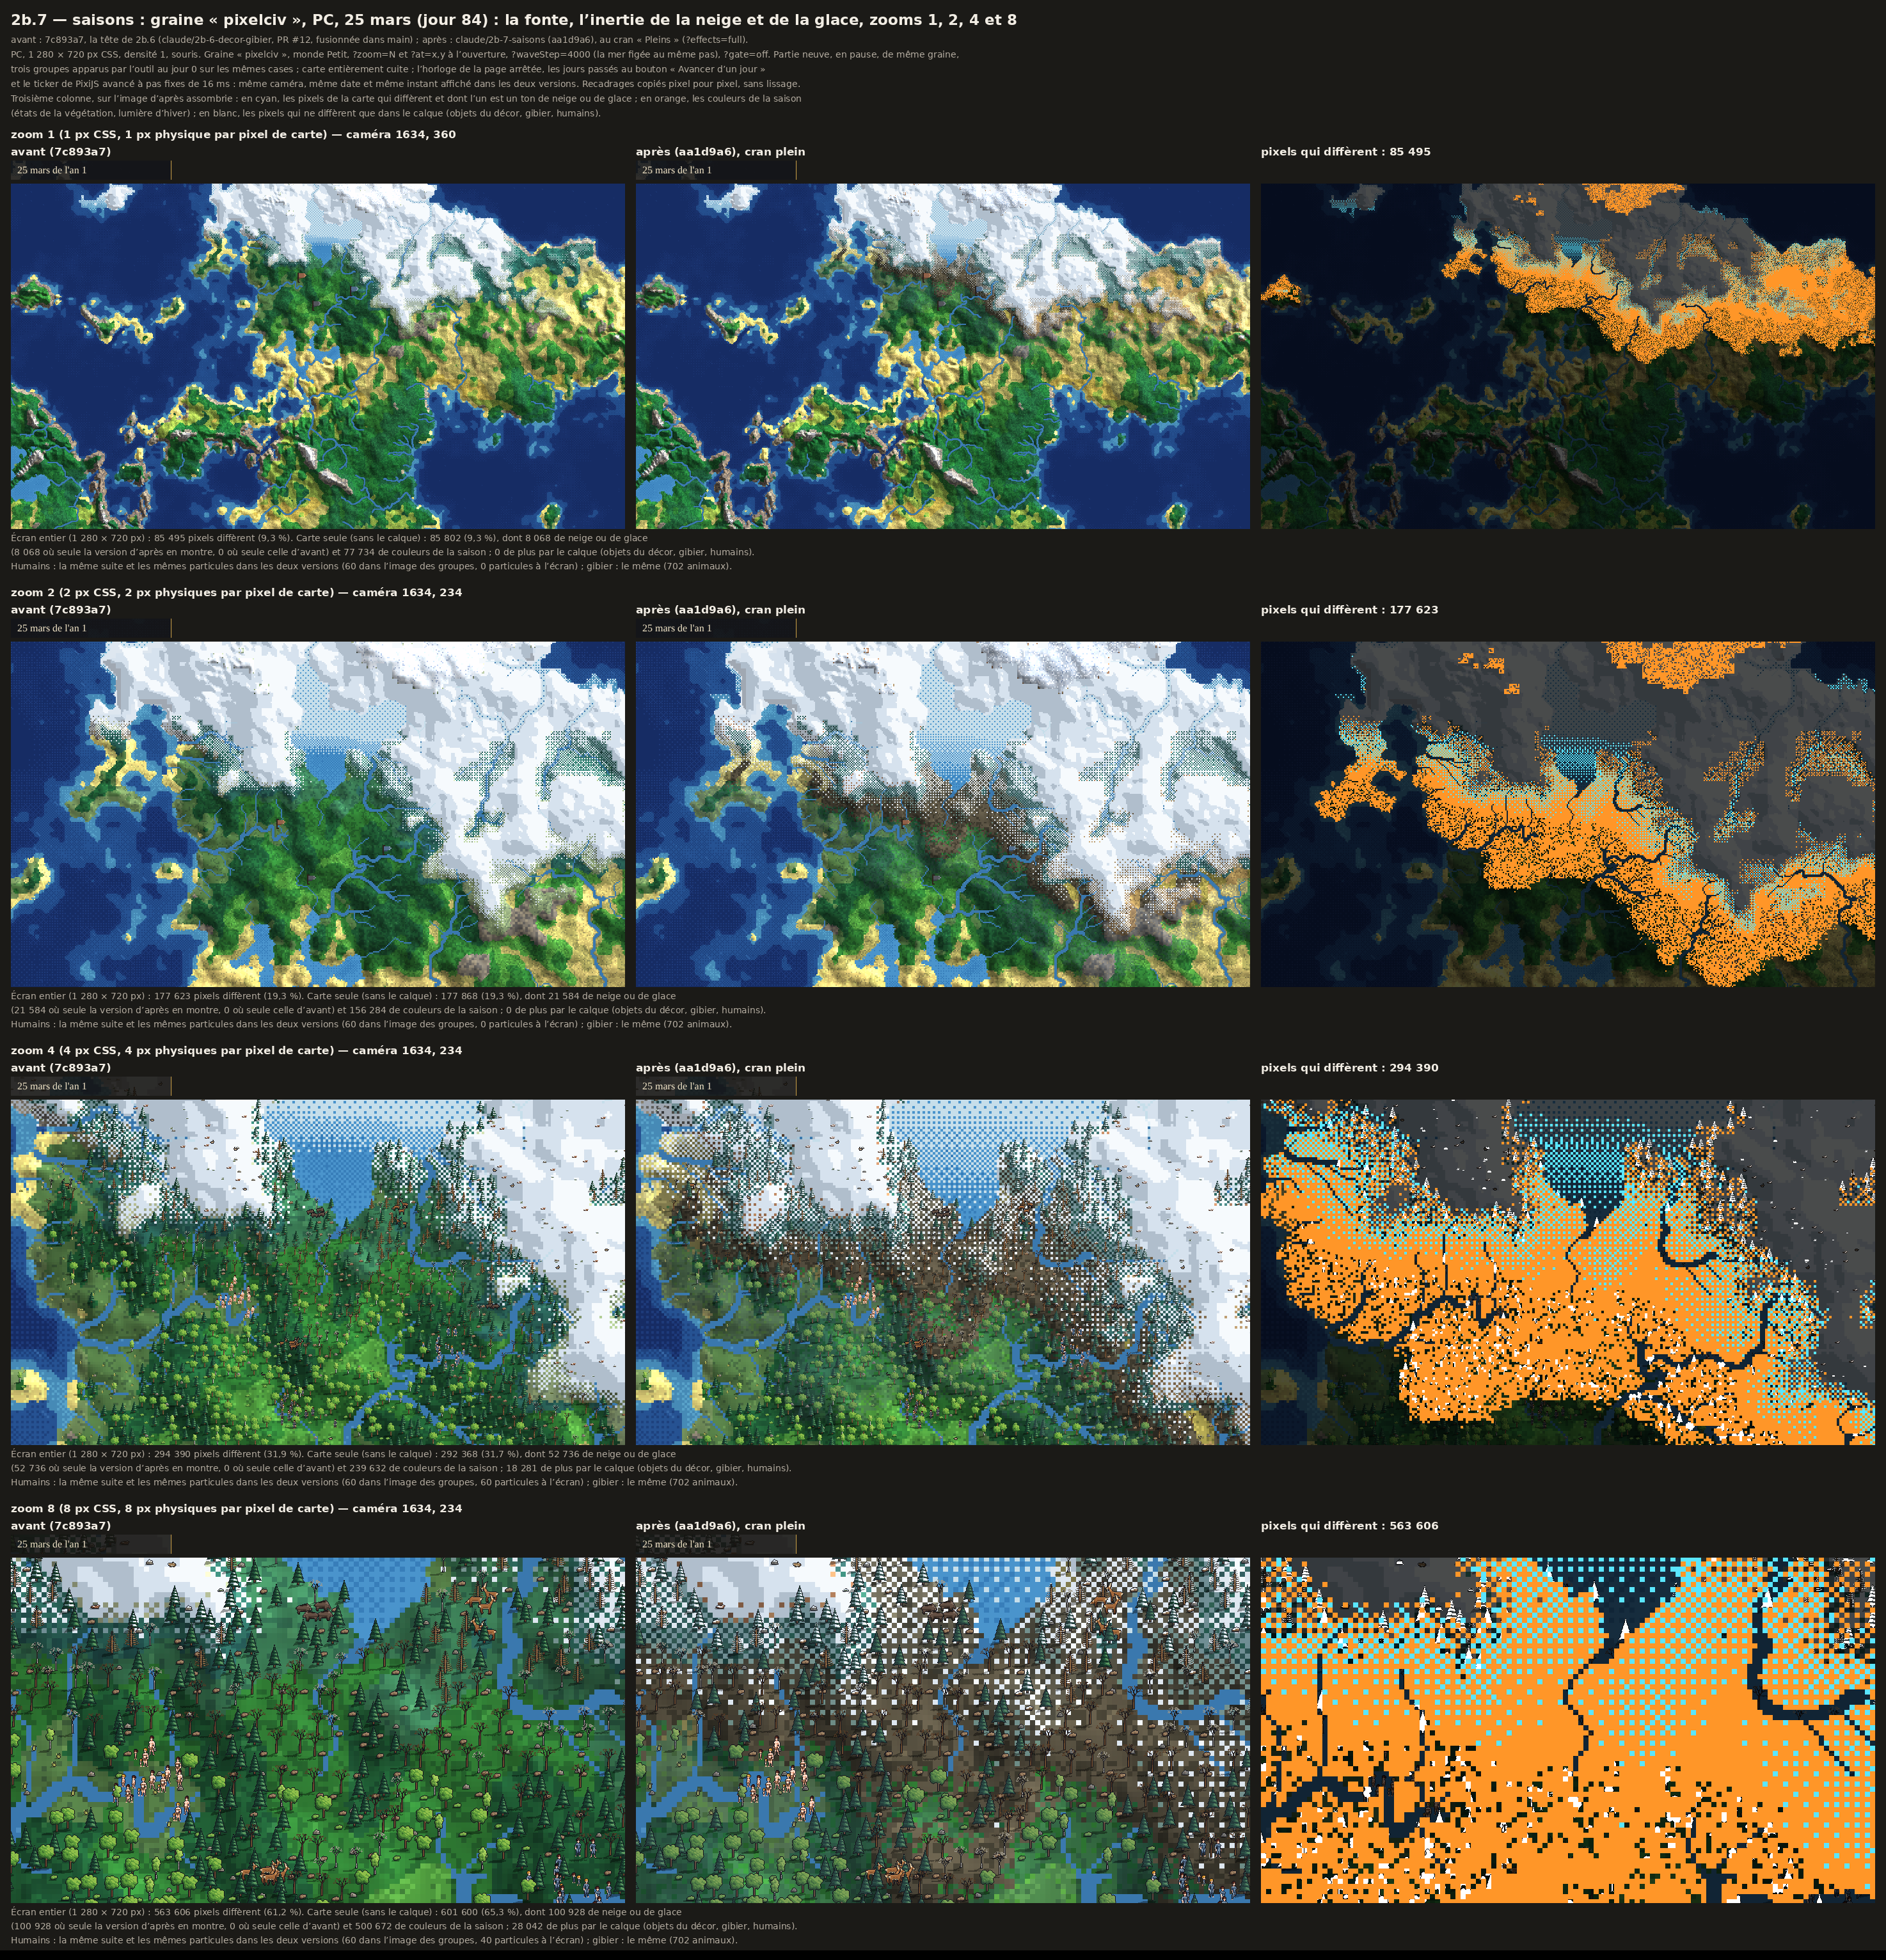 2b.7 — saisons : graine « pixelciv », PC, 25 mars (jour 84) : la fonte, l’inertie de la neige et de la glace, zooms 1, 2, 4 et 8
avant : 7c893a7, la tête de 2b.6 (claude/2b-6-decor-gibier, PR #12, fusionnée dans main) ; après : claude/2b-7-saisons (aa1d9a6), au cran « Pleins » (?effects=full).
PC, 1 280 × 720 px CSS, densité 1, souris. Graine « pixelciv », monde Petit, ?zoom=N et ?at=x,y à l’ouverture, ?waveStep=4000 (la mer figée au même pas), ?gate=off. Partie neuve, en pause, de même graine,
trois groupes apparus par l’outil au jour 0 sur les mêmes cases ; carte entièrement cuite ; l’horloge de la page arrêtée, les jours passés au bouton « Avancer d’un jour »
et le ticker de PixiJS avancé à pas fixes de 16 ms : même caméra, même date et même instant affiché dans les deux versions. Recadrages copiés pixel pour pixel, sans lissage.
Troisième colonne, sur l’image d’après assombrie : en cyan, les pixels de la carte qui diffèrent et dont l’un est un ton de neige ou de glace ; en orange, les couleurs de la saison
(états de la végétation, lumière d’hiver) ; en blanc, les pixels qui ne diffèrent que dans le calque (objets du décor, gibier, humains).
zoom 1 (1 px CSS, 1 px physique par pixel de carte) — caméra 1634, 360
avant (7c893a7)
après (aa1d9a6), cran plein
pixels qui diffèrent : 85 495
25 mars de l'an 1
25 mars de l'an 1
Écran entier (1 280 × 720 px) : 85 495 pixels diffèrent (9,3 %). Carte seule (sans le calque) : 85 802 (9,3 %), dont 8 068 de neige ou de glace
(8 068 où seule la version d’après en montre, 0 où seule celle d’avant) et 77 734 de couleurs de la saison ; 0 de plus par le calque (objets du décor, gibier, humains).
Humains : la même suite et les mêmes particules dans les deux versions (60 dans l’image des groupes, 0 particules à l’écran) ; gibier : le même (702 animaux).
zoom 2 (2 px CSS, 2 px physiques par pixel de carte) — caméra 1634, 234
avant (7c893a7)
après (aa1d9a6), cran plein
pixels qui diffèrent : 177 623
25 mars de l'an 1
25 mars de l'an 1
Écran entier (1 280 × 720 px) : 177 623 pixels diffèrent (19,3 %). Carte seule (sans le calque) : 177 868 (19,3 %), dont 21 584 de neige ou de glace
(21 584 où seule la version d’après en montre, 0 où seule celle d’avant) et 156 284 de couleurs de la saison ; 0 de plus par le calque (objets du décor, gibier, humains).
Humains : la même suite et les mêmes particules dans les deux versions (60 dans l’image des groupes, 0 particules à l’écran) ; gibier : le même (702 animaux).
zoom 4 (4 px CSS, 4 px physiques par pixel de carte) — caméra 1634, 234
avant (7c893a7)
après (aa1d9a6), cran plein
pixels qui diffèrent : 294 390
25 mars de l'an 1
25 mars de l'an 1
Écran entier (1 280 × 720 px) : 294 390 pixels diffèrent (31,9 %). Carte seule (sans le calque) : 292 368 (31,7 %), dont 52 736 de neige ou de glace
(52 736 où seule la version d’après en montre, 0 où seule celle d’avant) et 239 632 de couleurs de la saison ; 18 281 de plus par le calque (objets du décor, gibier, humains).
Humains : la même suite et les mêmes particules dans les deux versions (60 dans l’image des groupes, 60 particules à l’écran) ; gibier : le même (702 animaux).
zoom 8 (8 px CSS, 8 px physiques par pixel de carte) — caméra 1634, 234
avant (7c893a7)
après (aa1d9a6), cran plein
pixels qui diffèrent : 563 606
25 mars de l'an 1
25 mars de l'an 1
Écran entier (1 280 × 720 px) : 563 606 pixels diffèrent (61,2 %). Carte seule (sans le calque) : 601 600 (65,3 %), dont 100 928 de neige ou de glace
(100 928 où seule la version d’après en montre, 0 où seule celle d’avant) et 500 672 de couleurs de la saison ; 28 042 de plus par le calque (objets du décor, gibier, humains).
Humains : la même suite et les mêmes particules dans les deux versions (60 dans l’image des groupes, 40 particules à l’écran) ; gibier : le même (702 animaux).